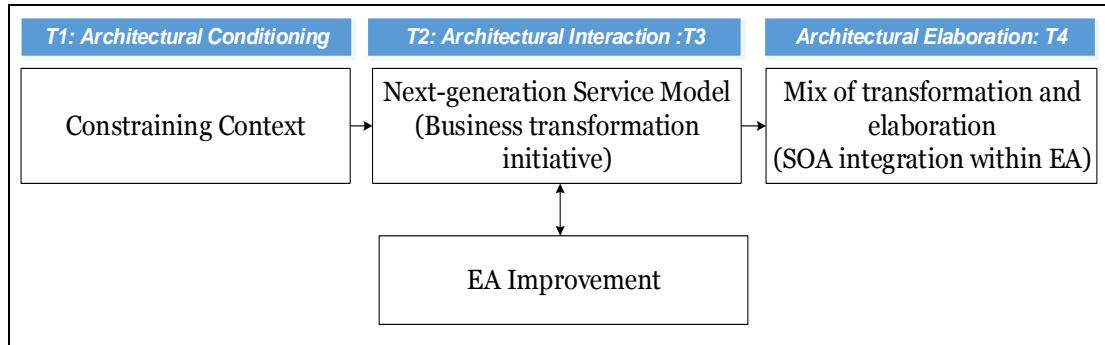 T1: Architectural Conditioning
T2: Architectural Interaction :T3
Architectural Elaboration: T4
Constraining Context
Next-generation Service Model
(Business transformation
initiative)
Mix of transformation and
elaboration
(SOA integration within EA)
EA Improvement